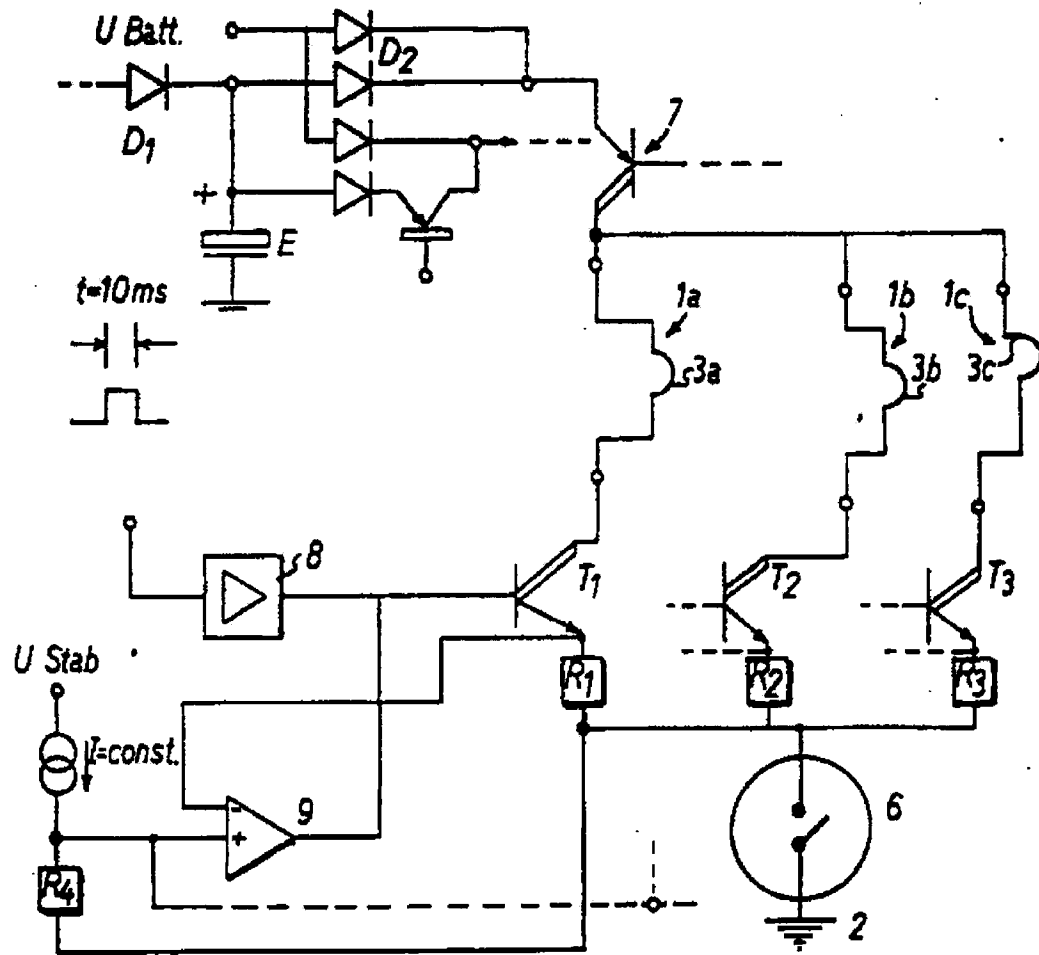 U Batt.
D2
D1
7
+
E
t=10ms
1a
1b
1c
3a
3b
3c
8
T1
T2
T3
U Stab
R1
R2
R3
I=const.
9
-
+
6
R4
2